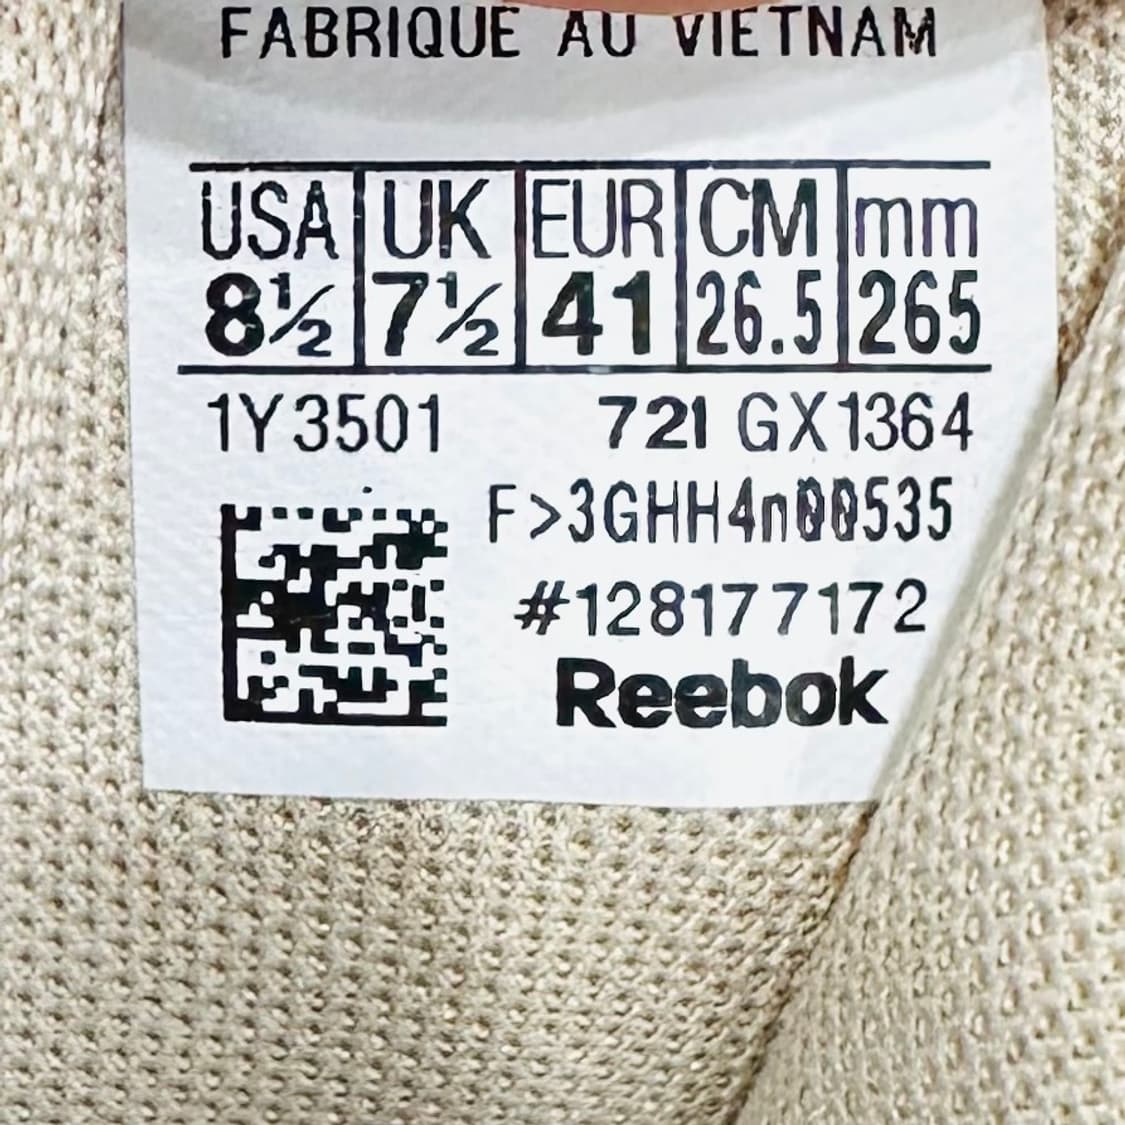 FABRIQUE AU VIETNAM
USA UK EUR CM mm
8½ 7½ 41 26.5 265
1Y3501 721 GX1364
F>3GHH4n00535
#128177172
Reebok